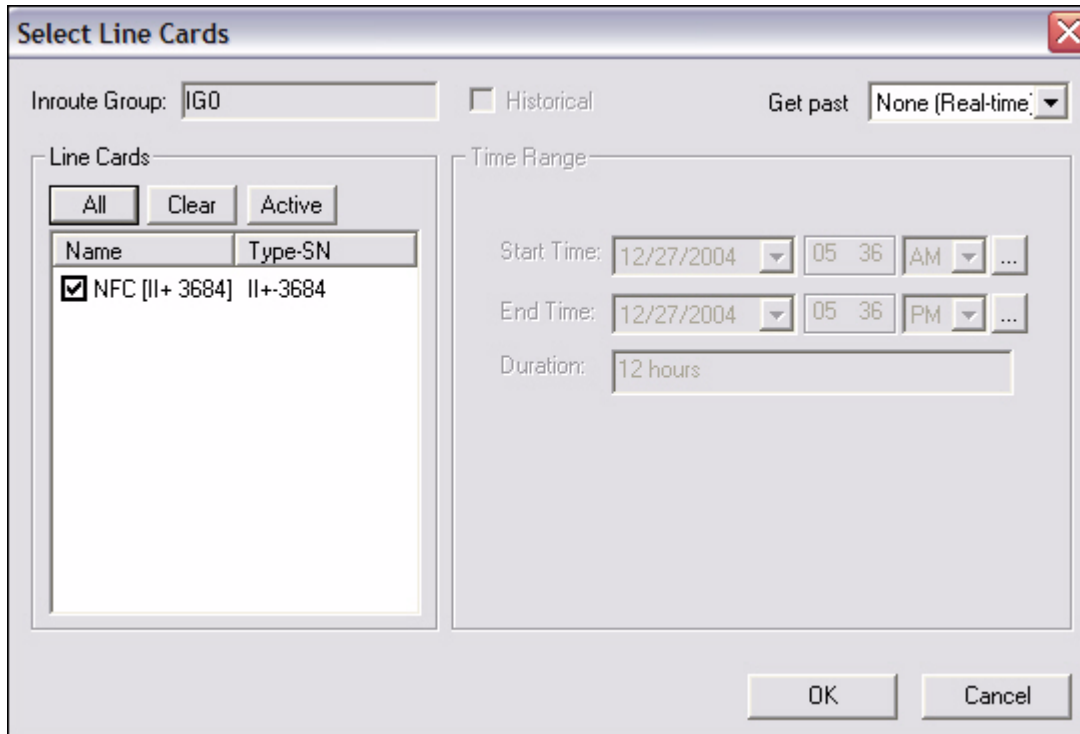 Select Line Cards
Inroute Group: IG0
Historical
Get past None (Real-time)
Line Cards
All Clear Active
Name Type-SN
NFC [II+ 3684] II+-3684
Time Range
Start Time: 12/27/2004 05 36 AM ...
End Time: 12/27/2004 05 36 PM ...
Duration: 12 hours
OK Cancel